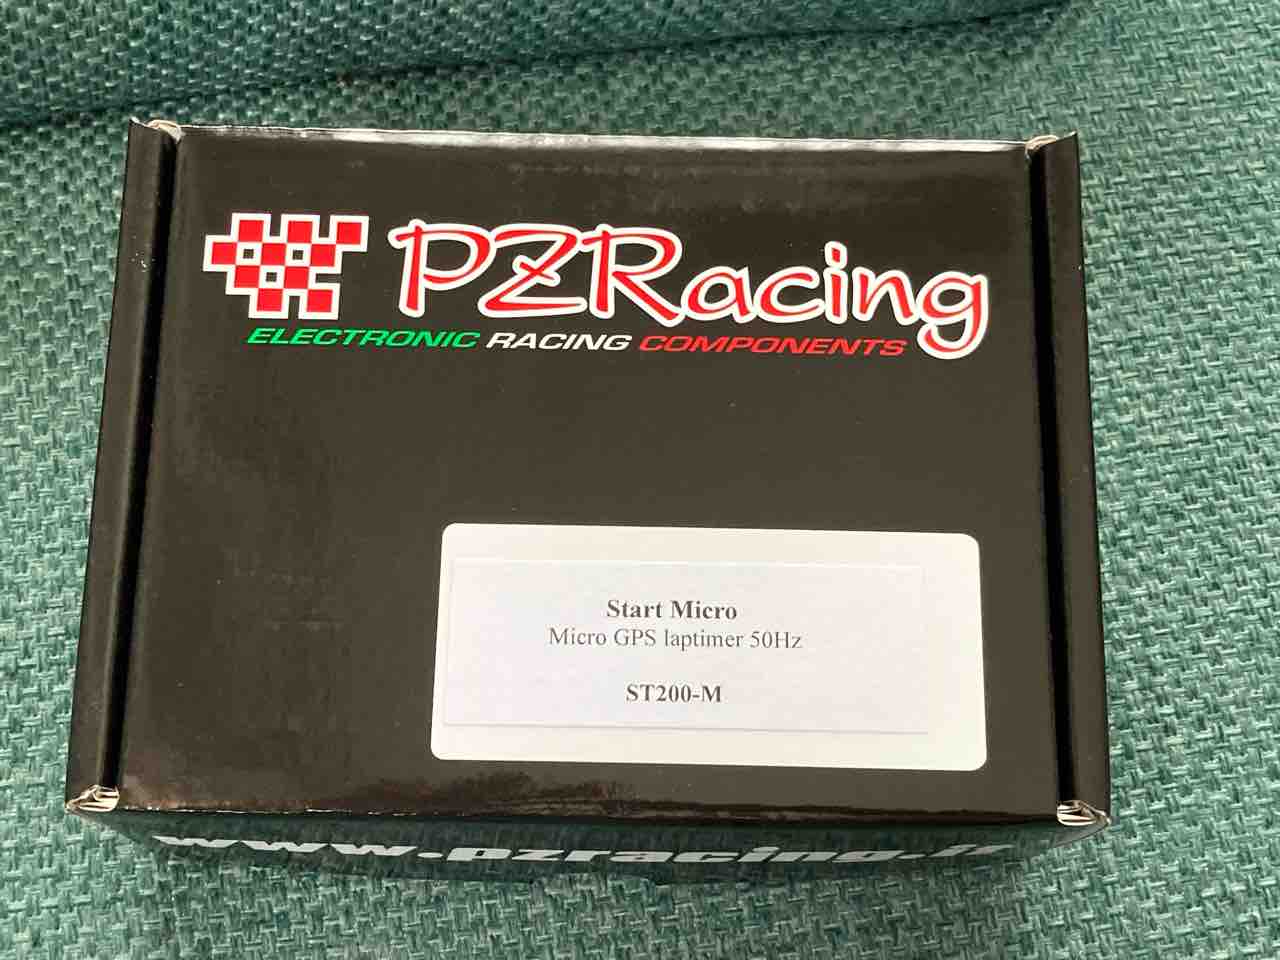 PZRacing
ELECTRONIC RACING COMPONENTS
Start Micro
Micro GPS laptimer 50Hz
ST200-M
www.pzracing.it